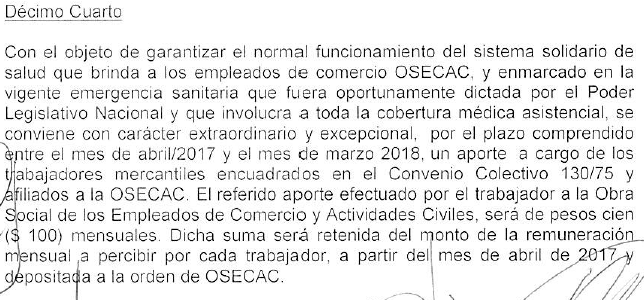 Décimo Cuarto
Con el objeto de garantizar el normal funcionamiento del sistema solidario de
salud que brinda a los empleados de comercio OSECAC, y enmarcado en la
vigente emergencia sanitaria que fuera oportunamente dictada por el Poder
Legislativo Nacional y que involucra a toda la cobertura médica asistencial, se
conviene con carácter extraordinario y excepcional, por el plazo comprendido
entre el mes de abril/2017 y el mes de marzo 2018, un aporte a cargo de los
trabajadores mercantiles encuadrados en el Convenio Colectivo 130/75 y
afiliados a la OSECAC. El referido aporte efectuado por el trabajador a la Obra
Social de los Empleados de Comercio y Actividades Civiles, será de pesos cien
($ 100) mensuales. Dicha suma será retenida del monto de la remuneración
mensual a percibir por cada trabajador, a partir del mes de abril de 2017 y
depositada a la orden de OSECAC.